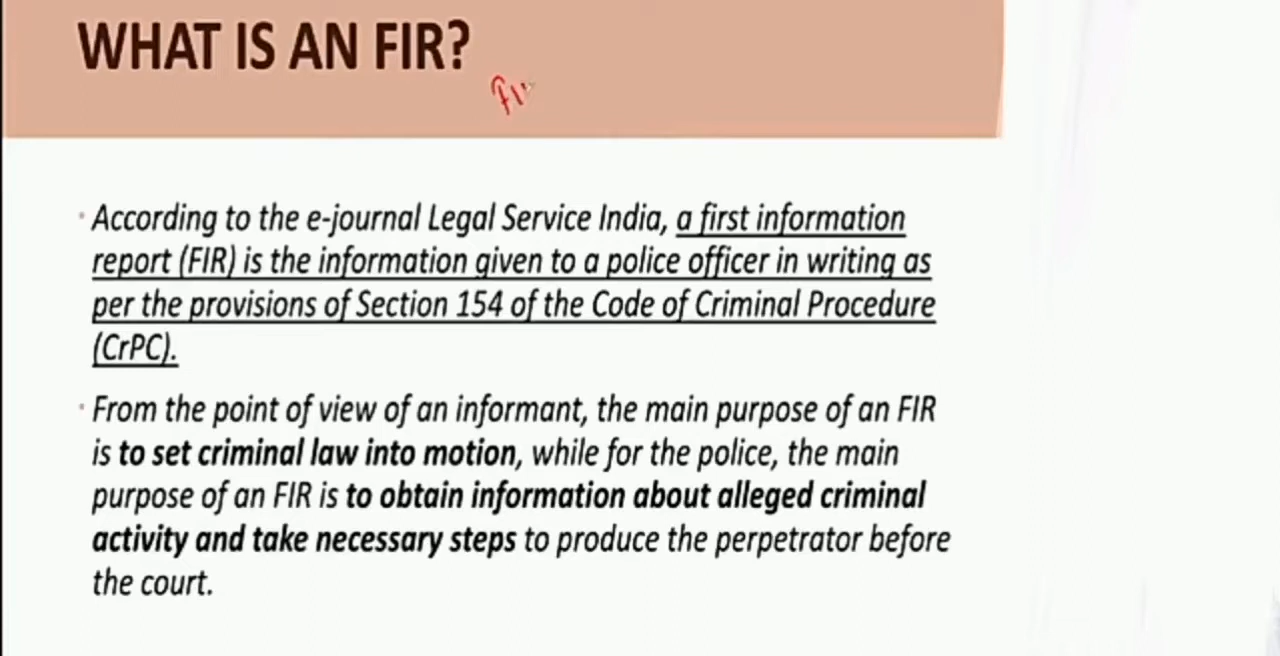 WHAT IS AN FIR?
According to the e-journal Legal Service India, a first information
report (FIR) is the information given to a police officer in writing as
per the provisions of Section 154 of the Code of Criminal Procedure
(CrPC).
From the point of view of an informant, the main purpose of an FIR
is to set criminal law into motion, while for the police, the main
purpose of an FIR is to obtain information about alleged criminal
activity and take necessary steps to produce the perpetrator before
the court.